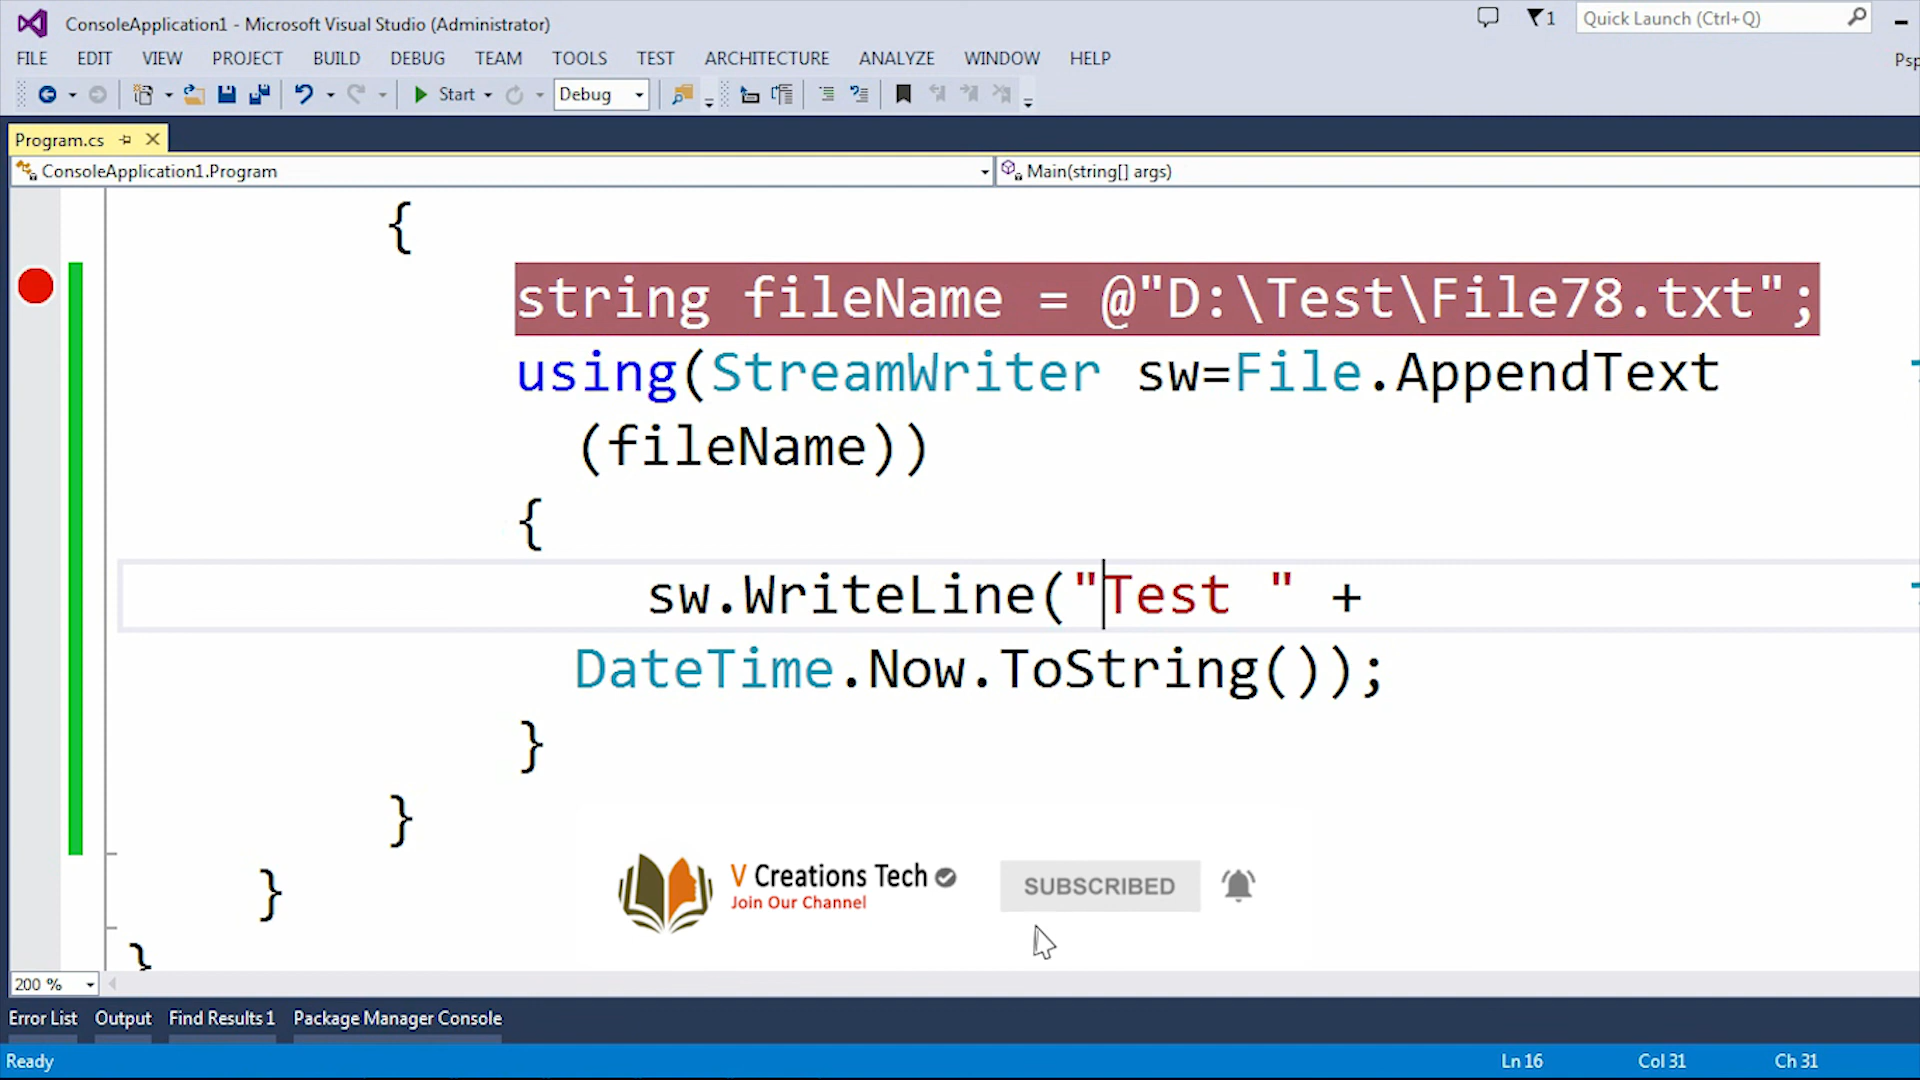 ConsoleApplication1 - Microsoft Visual Studio (Administrator)
1
Quick Launch (Ctrl+Q)
FILE EDIT VIEW PROJECT BUILD DEBUG TEAM TOOLS TEST ARCHITECTURE ANALYZE WINDOW HELP
Psp
Start Debug
Program.cs
ConsoleApplication1.Program
Main(string[] args)
{
string fileName = @"D:\Test\File78.txt";
using(StreamWriter sw=File.AppendText
(fileName))
{
sw.WriteLine("Test " +
DateTime.Now.ToString());
}
}
}
}
V Creations Tech
Join Our Channel
SUBSCRIBED
200 %
Error List Output Find Results 1 Package Manager Console
Ready
Ln 16 Col 31 Ch 31